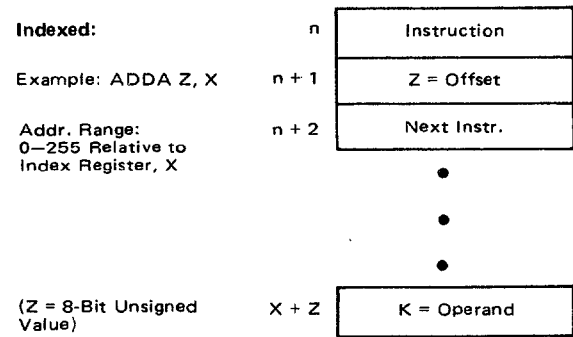 Indexed: n Instruction
Example: ADDA Z, X n + 1 Z = Offset
Addr. Range: n + 2 Next Instr.
0–255 Relative to
Index Register, X
(Z = 8-Bit Unsigned X + Z K = Operand
Value)